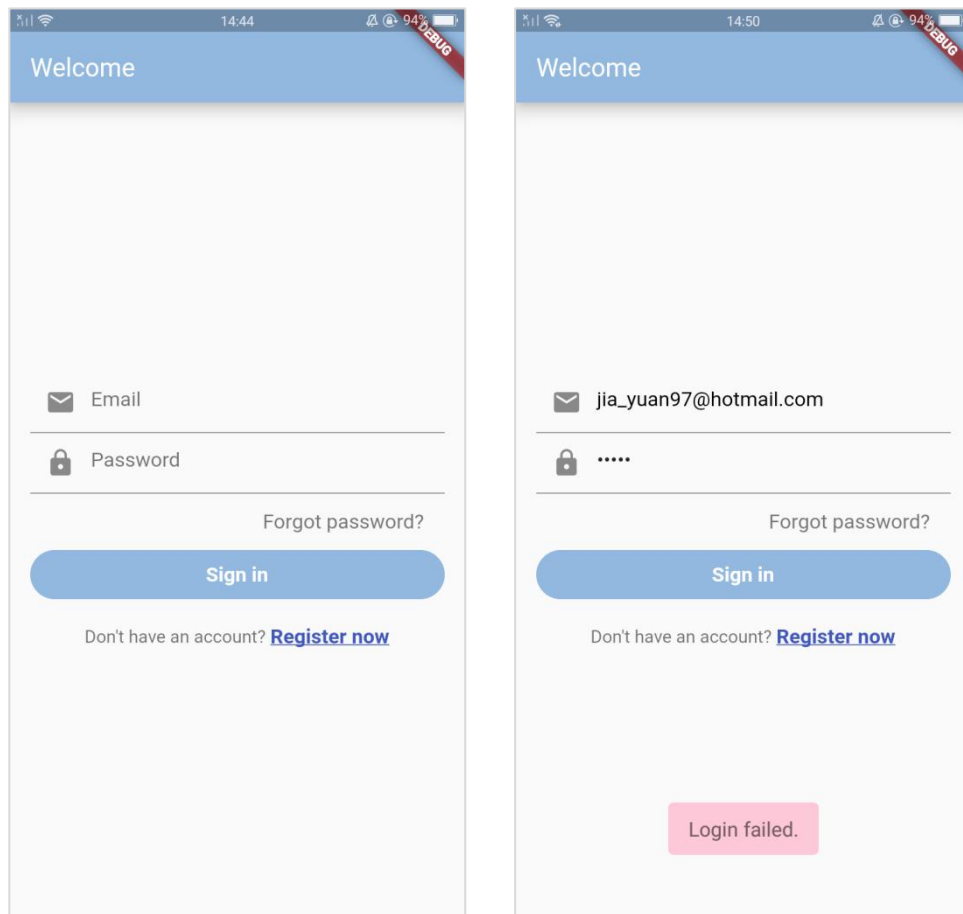 14:44
94%
DEBUG
Welcome
Email
Password
Forgot password?
Sign in
Don't have an account? Register now
14:50
94%
DEBUG
Welcome
jia_yuan97@hotmail.com
•••••
Forgot password?
Sign in
Don't have an account? Register now
Login failed.